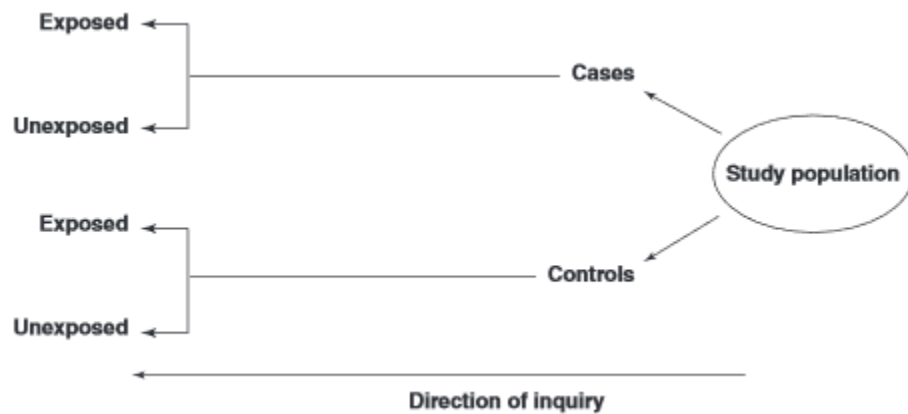 Exposed
Cases
Unexposed
Study population
Exposed
Controls
Unexposed
Direction of inquiry